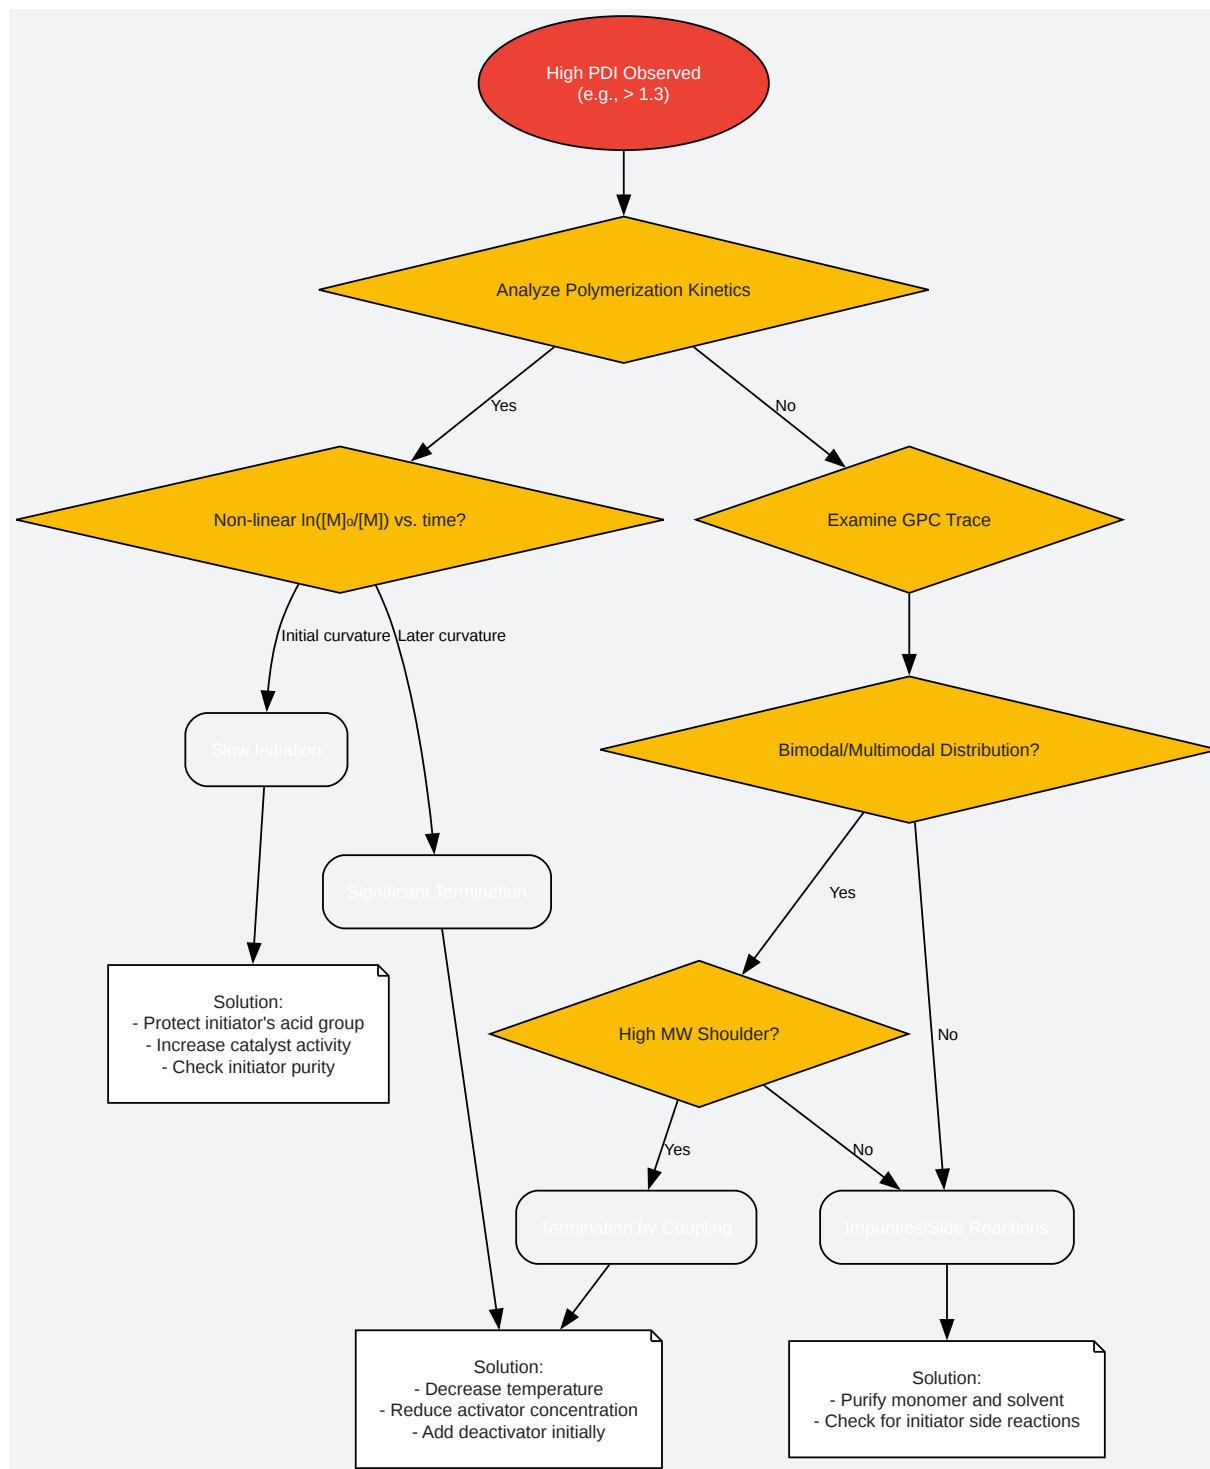 High PDI Observed
(e.g., > 1.3)
Analyze Polymerization Kinetics
Yes
No
Non-linear ln([M]₀/[M]) vs. time?
Examine GPC Trace
Initial curvature
Later curvature
Slow Initiation
Bimodal/Multimodal Distribution?
Significant Termination
Yes
Solution:
- Protect initiator's acid group
- Increase catalyst activity
- Check initiator purity
High MW Shoulder?
No
Yes
No
Termination by Coupling
Impurities/Side Reactions
Solution:
- Decrease temperature
- Reduce activator concentration
- Add deactivator initially
Solution:
- Purify monomer and solvent
- Check for initiator side reactions